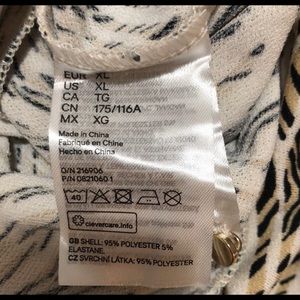 EUR XL
US XL
CA TG
CN 175/116A
MX XG
Made in China
Fabriqué en Chine
Hecho en China
O/N 216906
P/N 0821060-1
40
clevercare.info
GB SHELL: 95% POLYESTER 5%
ELASTANE.
CZ SVRCHNÍ LÁTKA: 95% POLYESTER